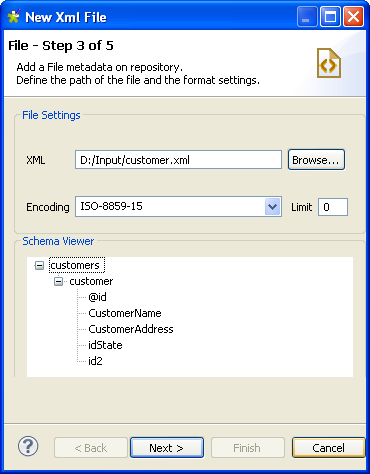 New Xml File
File - Step 3 of 5
Add a File metadata on repository.
Define the path of the file and the format settings.
File Settings
XML D:/Input/customer.xml Browse...
Encoding ISO-8859-15 Limit 0
Schema Viewer
customers
customer
@id
CustomerName
CustomerAddress
idState
id2
? < Back Next > Finish Cancel